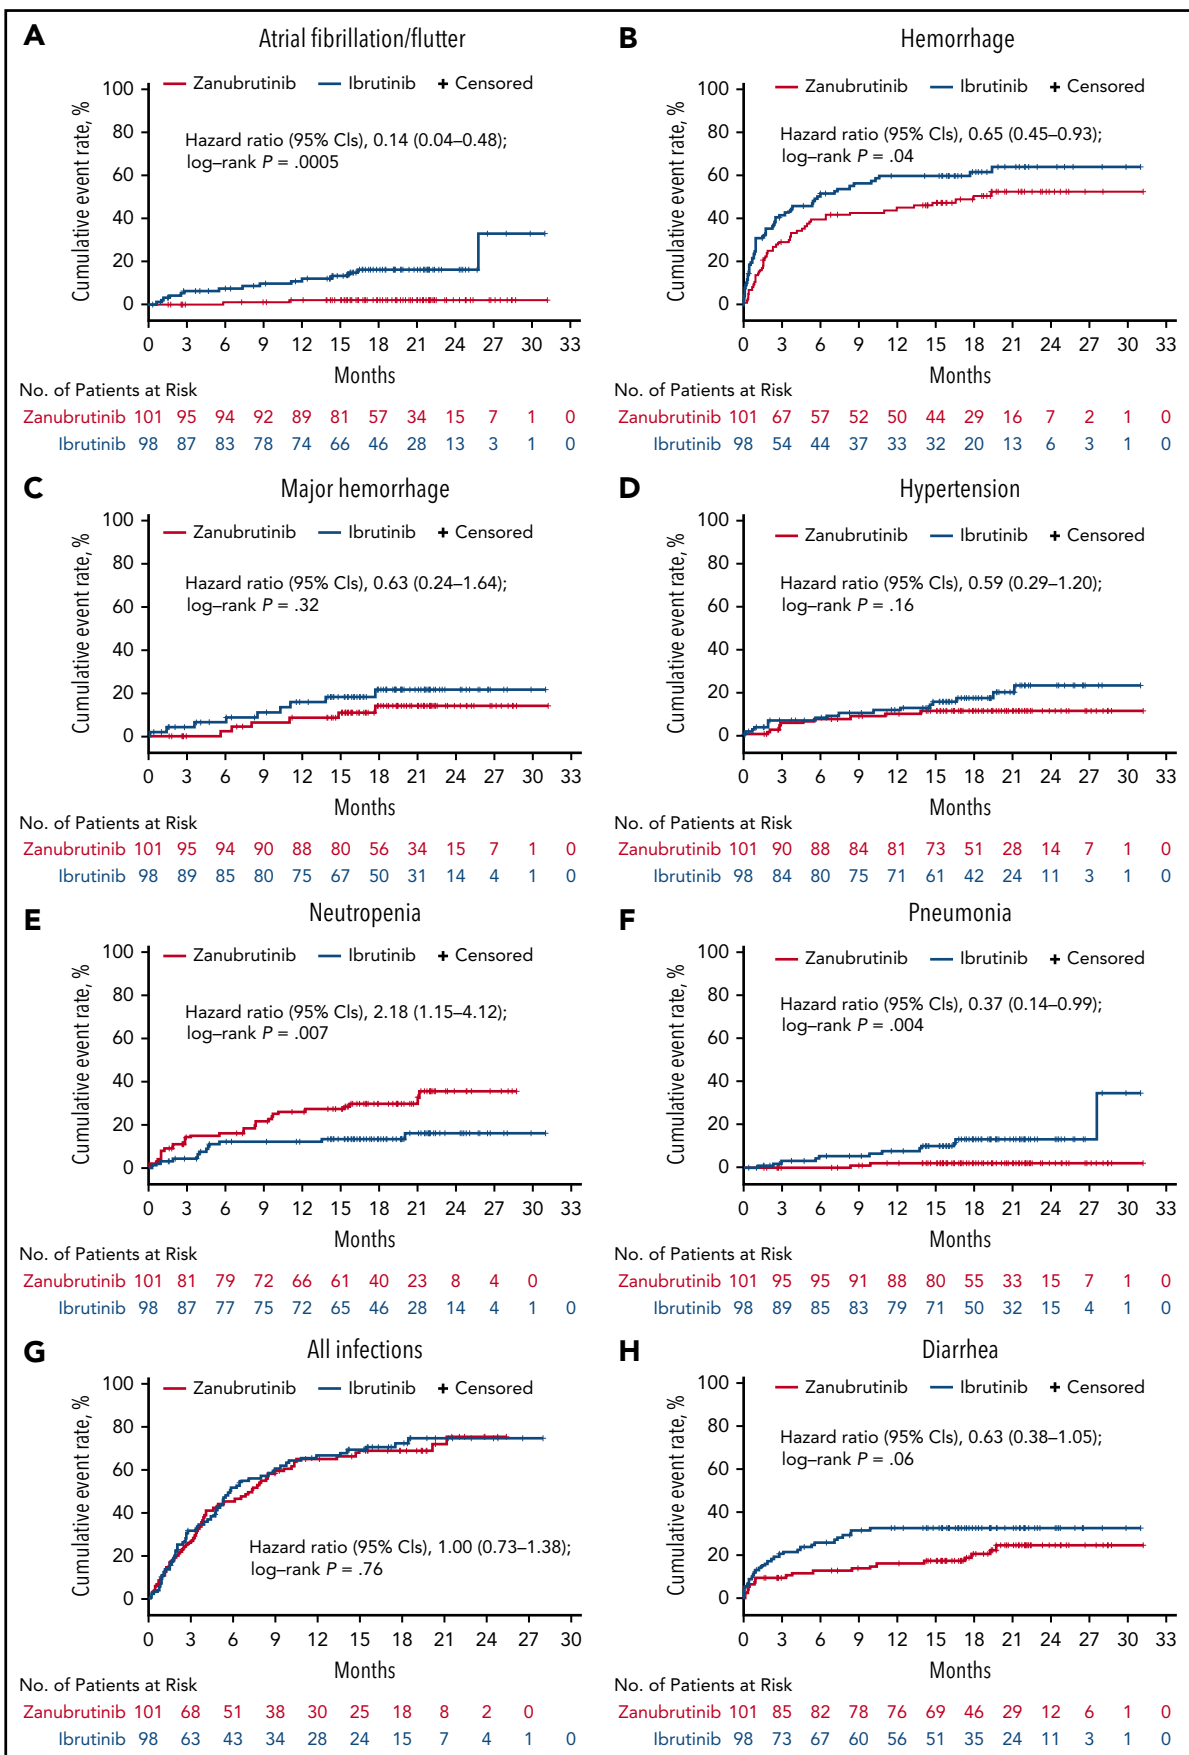 A
Atrial fibrillation/flutter
Cumulative event rate, %
100
80
60
40
20
0
Zanubrutinib Ibrutinib + Censored
Hazard ratio (95% CIs), 0.14 (0.04–0.48);
log–rank P = .0005
0 3 6 9 12 15 18 21 24 27 30 33
Months
No. of Patients at Risk
Zanubrutinib 101 95 94 92 89 81 57 34 15 7 1 0
Ibrutinib 98 87 83 78 74 66 46 28 13 3 1 0
B
Hemorrhage
Cumulative event rate, %
100
80
60
40
20
0
Zanubrutinib Ibrutinib + Censored
Hazard ratio (95% CIs), 0.65 (0.45–0.93);
log–rank P = .04
0 3 6 9 12 15 18 21 24 27 30 33
Months
No. of Patients at Risk
Zanubrutinib 101 67 57 52 50 44 29 16 7 2 1 0
Ibrutinib 98 54 44 37 33 32 20 13 6 3 1 0
C
Major hemorrhage
Cumulative event rate, %
100
80
60
40
20
0
Zanubrutinib Ibrutinib + Censored
Hazard ratio (95% CIs), 0.63 (0.24–1.64);
log–rank P = .32
0 3 6 9 12 15 18 21 24 27 30 33
Months
No. of Patients at Risk
Zanubrutinib 101 95 94 90 88 80 56 34 15 7 1 0
Ibrutinib 98 89 85 80 75 67 50 31 14 4 1 0
D
Hypertension
Cumulative event rate, %
100
80
60
40
20
0
Zanubrutinib Ibrutinib + Censored
Hazard ratio (95% CIs), 0.59 (0.29–1.20);
log–rank P = .16
0 3 6 9 12 15 18 21 24 27 30 33
Months
No. of Patients at Risk
Zanubrutinib 101 90 88 84 81 73 51 28 14 7 1 0
Ibrutinib 98 84 80 75 71 61 42 24 11 3 1 0
E
Neutropenia
Cumulative event rate, %
100
80
60
40
20
0
Zanubrutinib Ibrutinib + Censored
Hazard ratio (95% CIs), 2.18 (1.15–4.12);
log–rank P = .007
0 3 6 9 12 15 18 21 24 27 30 33
Months
No. of Patients at Risk
Zanubrutinib 101 81 79 72 66 61 40 23 8 4 0
Ibrutinib 98 87 77 75 72 65 46 28 14 4 1 0
F
Pneumonia
Cumulative event rate, %
100
80
60
40
20
0
Zanubrutinib Ibrutinib + Censored
Hazard ratio (95% CIs), 0.37 (0.14–0.99);
log–rank P = .004
0 3 6 9 12 15 18 21 24 27 30 33
Months
No. of Patients at Risk
Zanubrutinib 101 95 95 91 88 80 55 33 15 7 1 0
Ibrutinib 98 89 85 83 79 71 50 32 15 4 1 0
G
All infections
Cumulative event rate, %
100
80
60
40
20
0
Zanubrutinib Ibrutinib + Censored
Hazard ratio (95% CIs), 1.00 (0.73–1.38);
log–rank P = .76
0 3 6 9 12 15 18 21 24 27 30
Months
No. of Patients at Risk
Zanubrutinib 101 68 51 38 30 25 18 8 2 0
Ibrutinib 98 63 43 34 28 24 15 7 4 1 0
H
Diarrhea
Cumulative event rate, %
100
80
60
40
20
0
Zanubrutinib Ibrutinib + Censored
Hazard ratio (95% CIs), 0.63 (0.38–1.05);
log–rank P = .06
0 3 6 9 12 15 18 21 24 27 30 33
Months
No. of Patients at Risk
Zanubrutinib 101 85 82 78 76 69 46 29 12 6 1 0
Ibrutinib 98 73 67 60 56 51 35 24 11 3 1 0